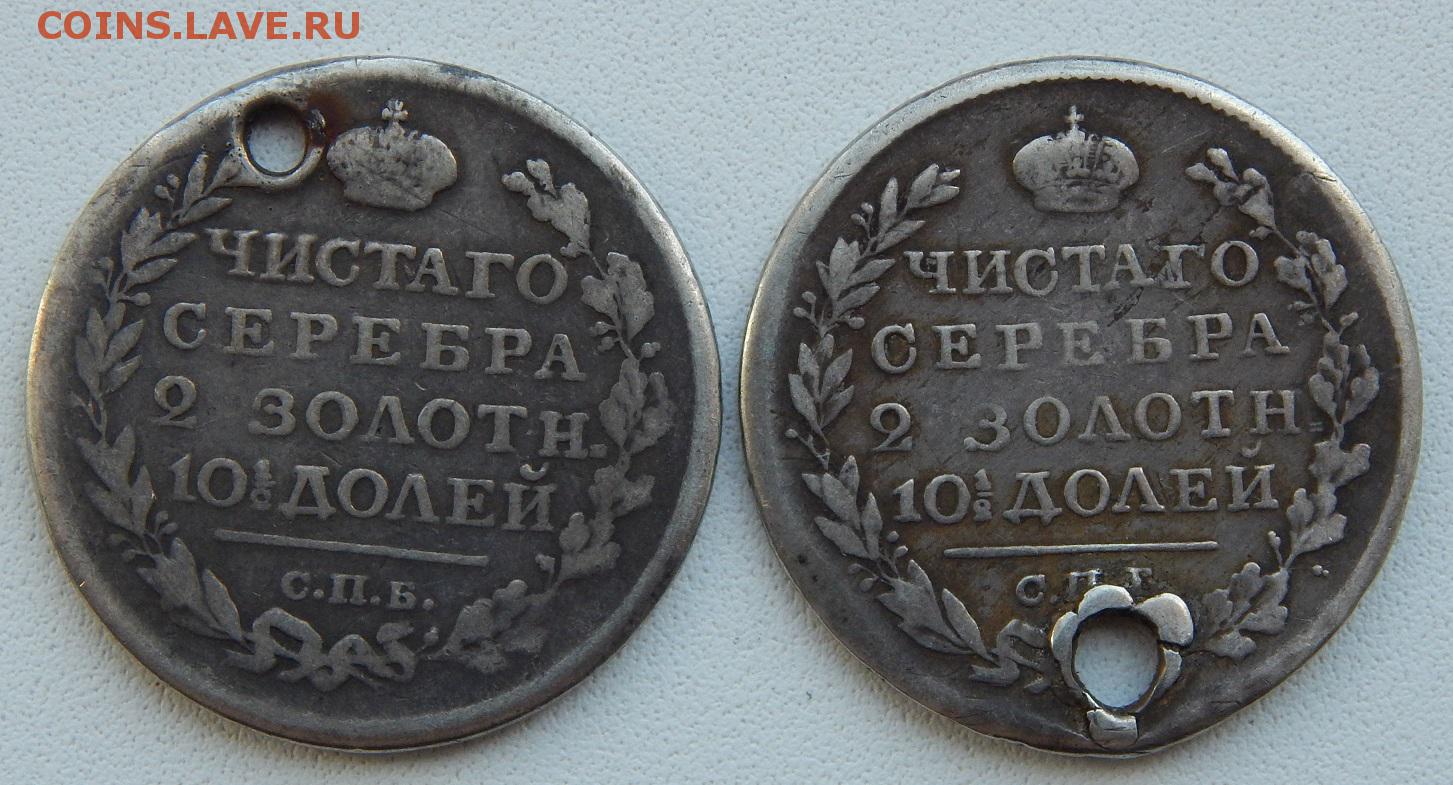 COINS.LAVE.RU
ЧИСТАГО
СЕРЕБРА
2 ЗОЛОТН.
10½ ДОЛЕЙ
С.П.Б.
ЧИСТАГО
СЕРЕБРА
2 ЗОЛОТН.
10½ ДОЛЕЙ
С.П.